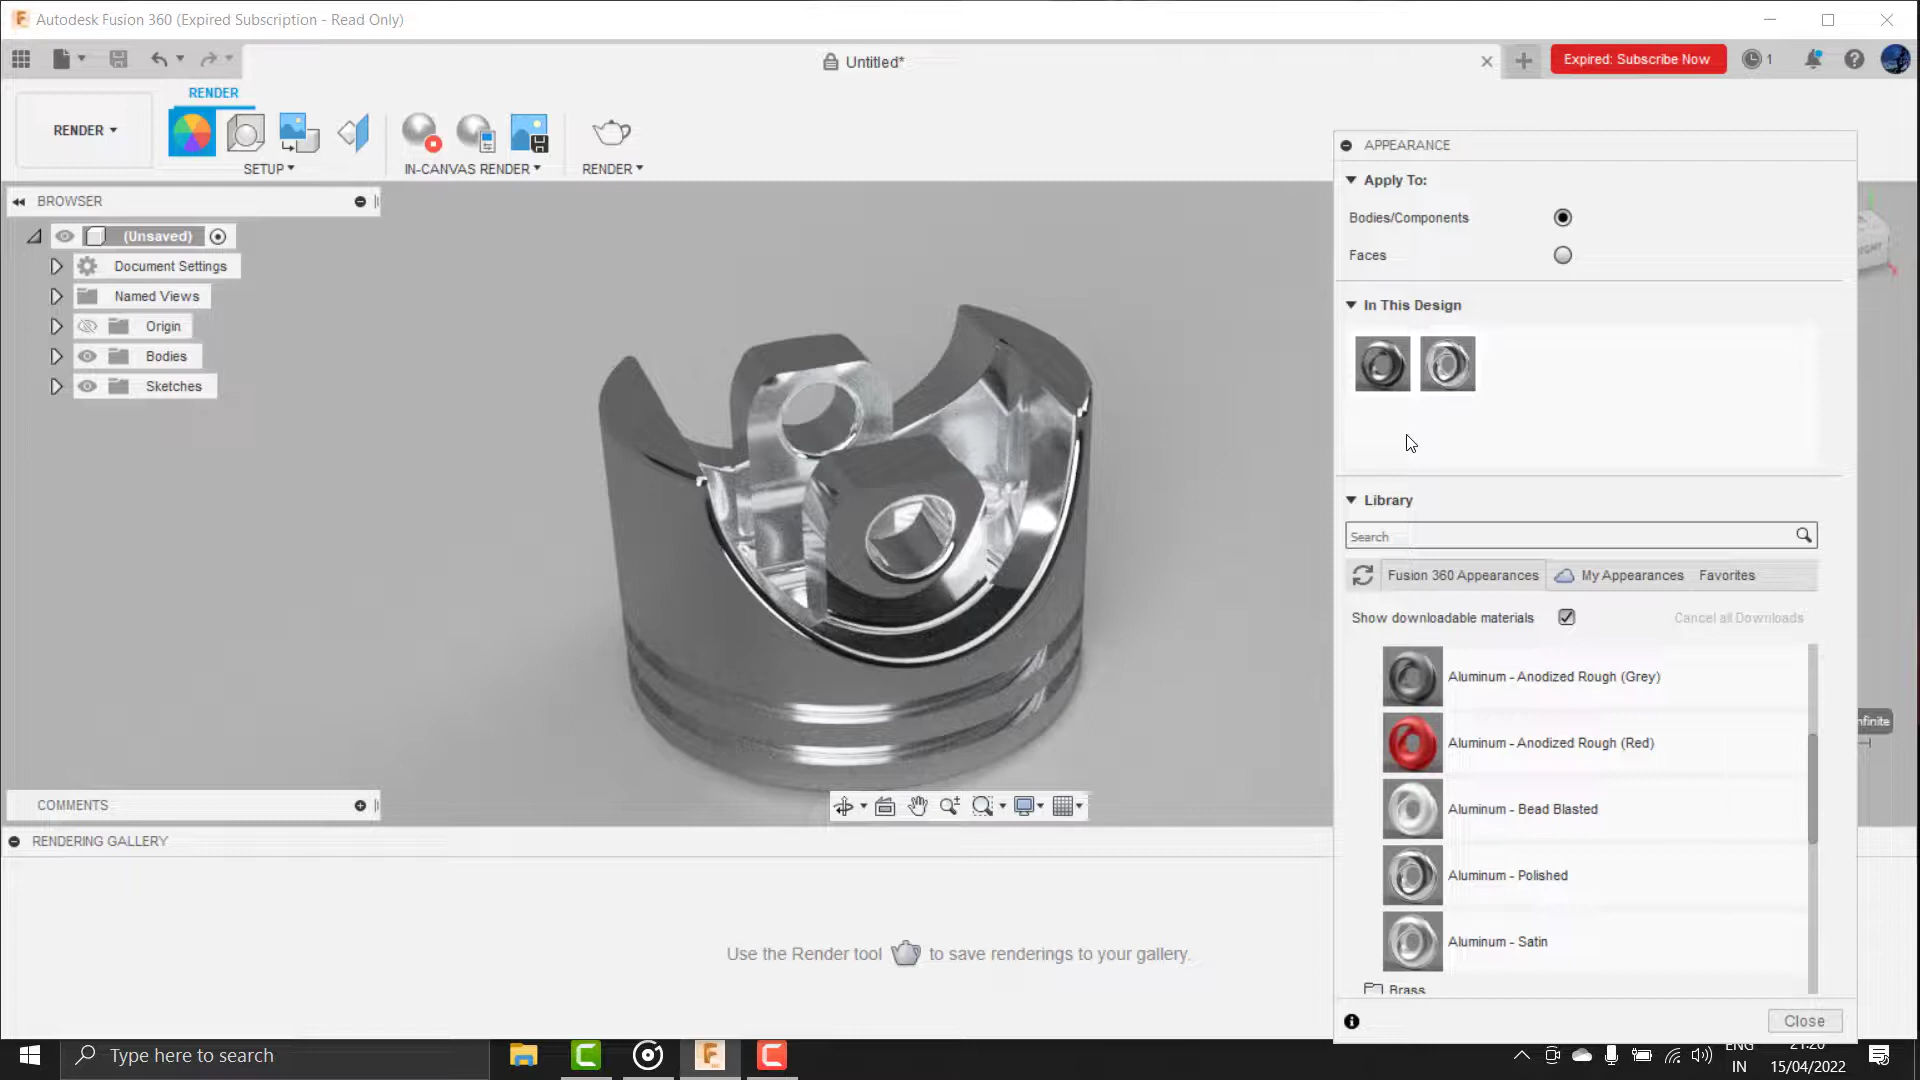 Autodesk Fusion 360 (Expired Subscription - Read Only)
Untitled*
Expired: Subscribe Now
1
RENDER
RENDER
SETUP
IN-CANVAS RENDER
RENDER
BROWSER
(Unsaved)
Document Settings
Named Views
Origin
Bodies
Sketches
APPEARANCE
Apply To:
Bodies/Components
Faces
In This Design
Library
Search
Fusion 360 Appearances
My Appearances
Favorites
Show downloadable materials
Cancel all Downloads
Aluminum - Anodized Rough (Grey)
Aluminum - Anodized Rough (Red)
Aluminum - Bead Blasted
Aluminum - Polished
Aluminum - Satin
Brass
Close
COMMENTS
RENDERING GALLERY
Use the Render tool to save renderings to your gallery.
Type here to search
ENG
IN
15/04/2022